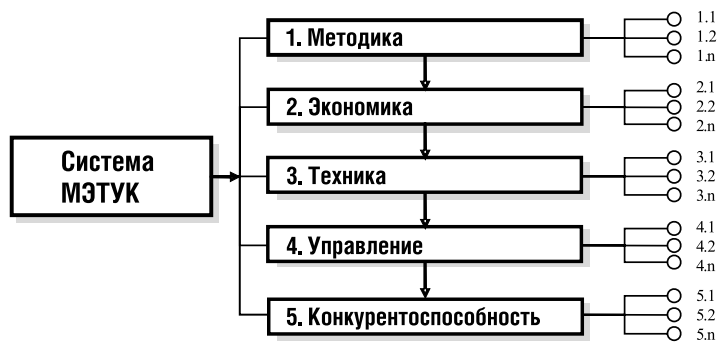 Система
МЭТУК
1. Методика
1.1
1.2
1.n
2. Экономика
2.1
2.2
2.n
3. Техника
3.1
3.2
3.n
4. Управление
4.1
4.2
4.n
5. Конкурентоспособность
5.1
5.2
5.n